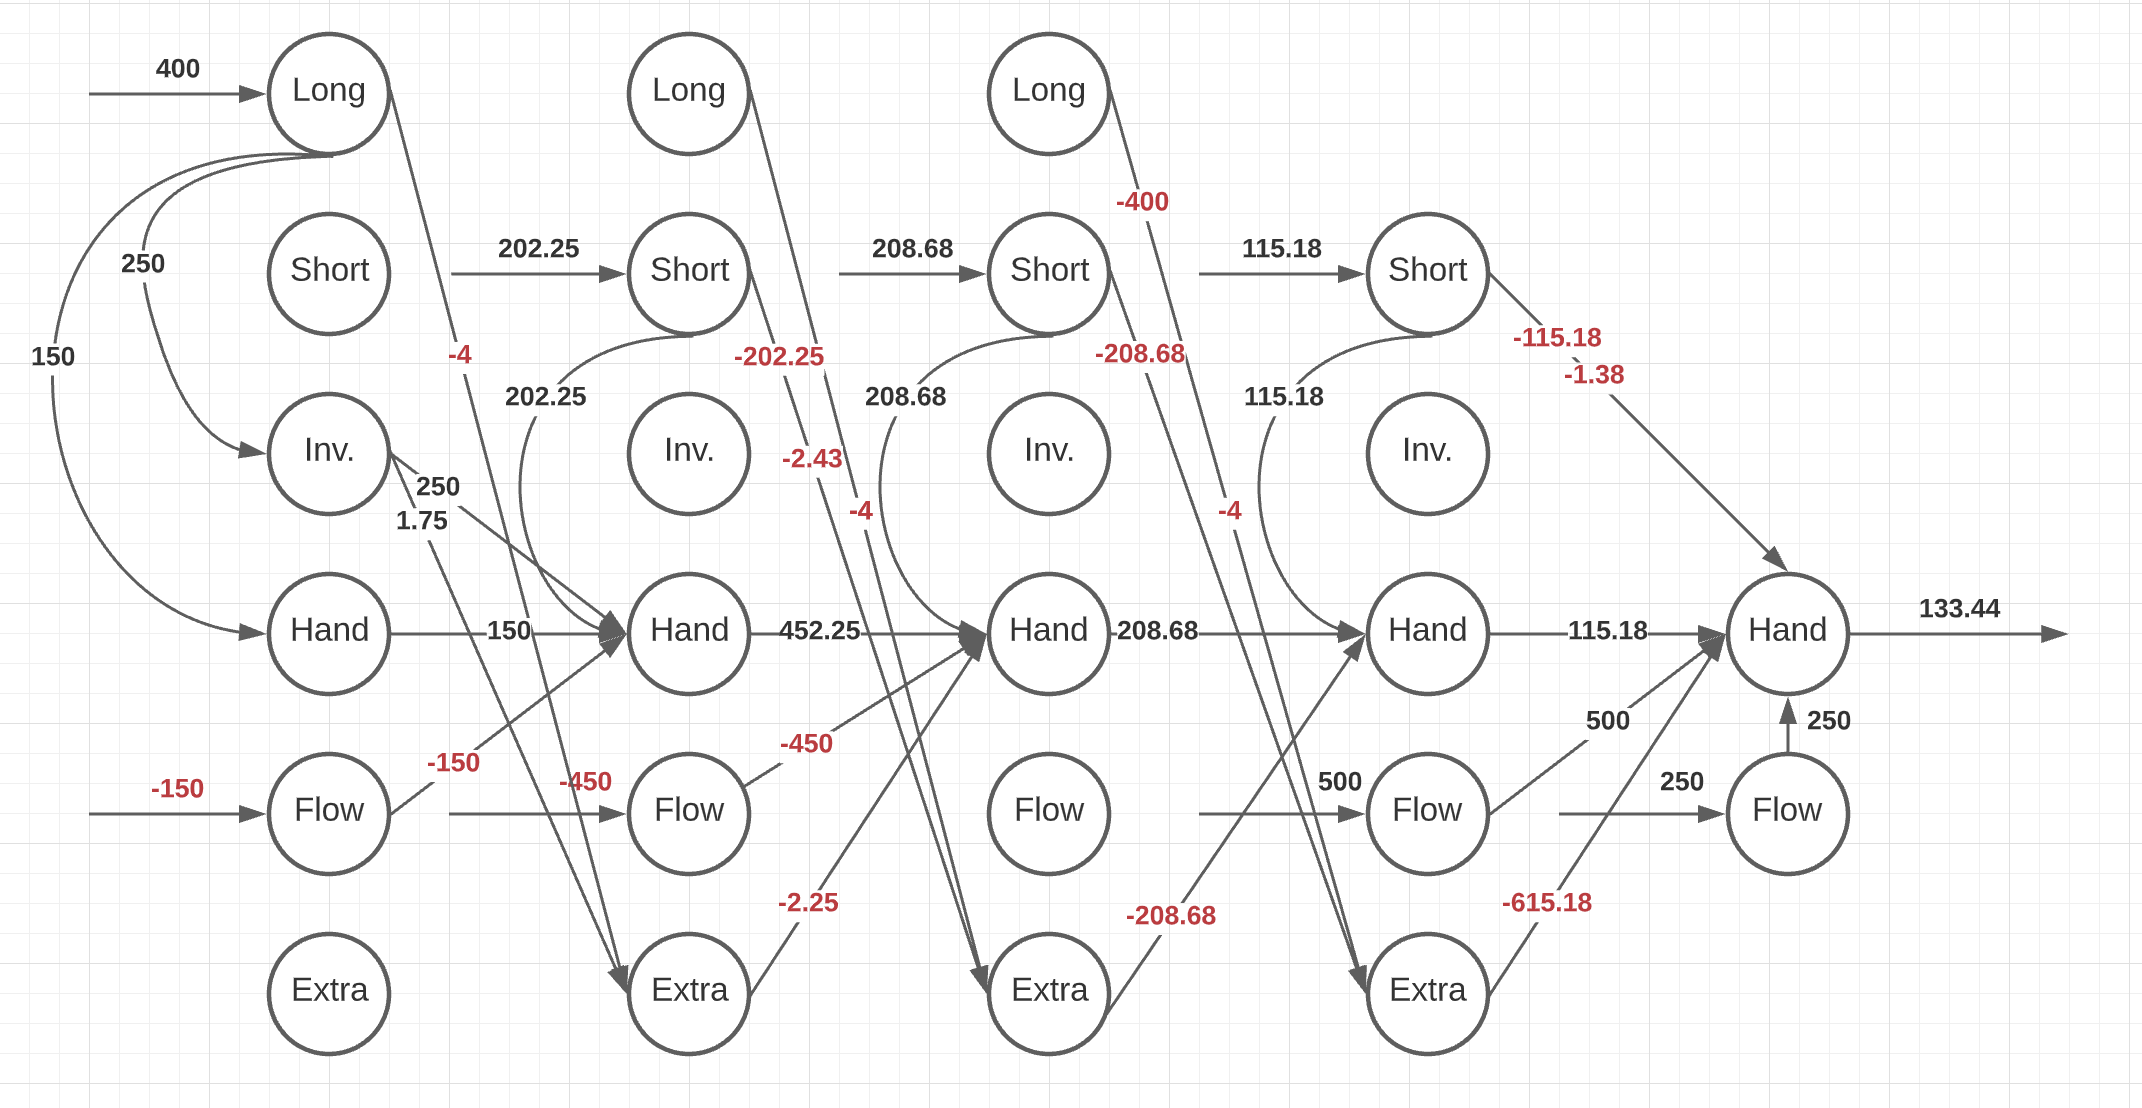 400
Long
Long
Long
-400
250
150
Short
202.25
Short
208.68
Short
115.18
Short
-4
-202.25
-208.68
-115.18
-1.38
202.25
208.68
115.18
Inv.
Inv.
Inv.
Inv.
250
1.75
-2.43
-4
-4
Hand
150
Hand
452.25
Hand
208.68
Hand
115.18
Hand
133.44
-150
-450
500
250
-150
Flow
-450
Flow
Flow
500
Flow
250
Flow
-2.25
-208.68
-615.18
Extra
Extra
Extra
Extra